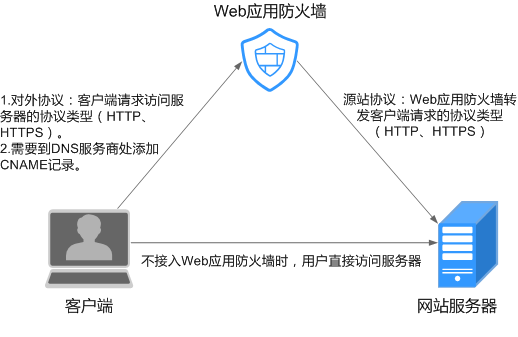 Web应用防火墙
1.对外协议：客户端请求访问服
务器的协议类型（HTTP、
HTTPS）。
2.需要到DNS服务商处添加
CNAME记录。
源站协议：Web应用防火墙转
发客户端请求的协议类型
（HTTP、HTTPS）
不接入Web应用防火墙时，用户直接访问服务器
客户端
网站服务器